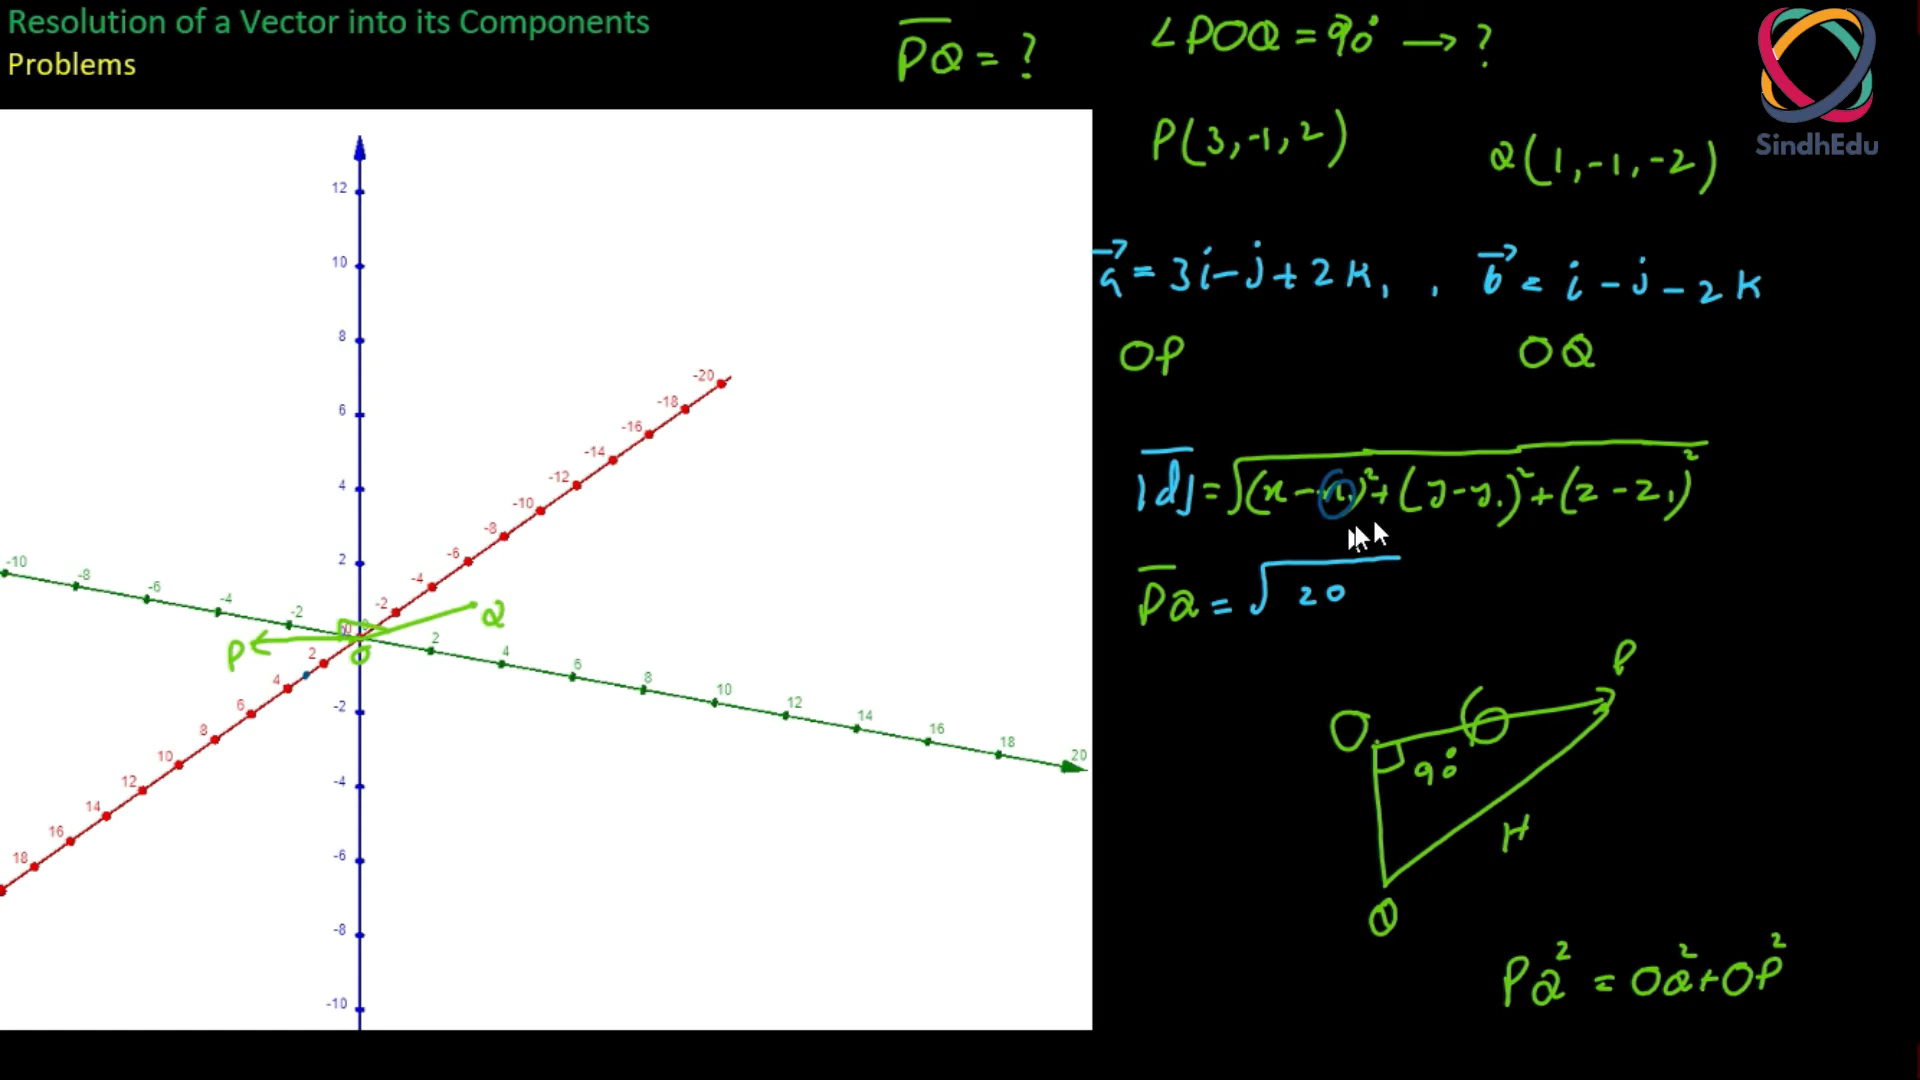 Resolution of a Vector into its Components
Problems
PQ = ?
∠POQ = 90° → ?
SindhEdu
P(3,-1,2)
Q(1,-1,-2)
a = 3i - j + 2k, , b = i - j - 2k
OP
OQ
|d| = √(x-x₁)²+(y-y₁)²+(z-z₁)²
PQ = √20
12
10
8
6
4
2
-2
-4
-6
-8
-10
-20
-18
-16
-14
-12
-10
-8
-6
-4
-2
0
2
4
6
8
10
12
14
16
18
-10
-8
-6
-4
-2
2
4
6
8
10
12
14
16
18
20
P
O
Q
P
O
90°
H
Q
PQ² = OQ²+OP²